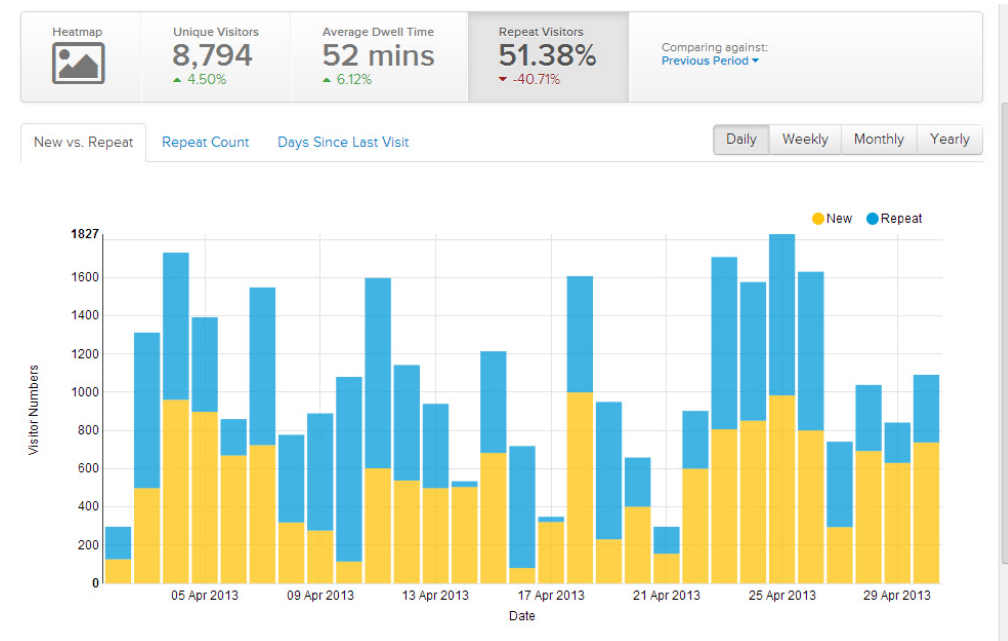 Heatmap
Unique Visitors
8,794
4.50%
Average Dwell Time
52 mins
6.12%
Repeat Visitors
51.38%
-40.71%
Comparing against:
Previous Period
New vs. Repeat Repeat Count Days Since Last Visit
Daily Weekly Monthly Yearly
New Repeat
1827
1600
1400
1200
1000
800
600
400
200
0
Visitor Numbers
05 Apr 2013 09 Apr 2013 13 Apr 2013 17 Apr 2013 21 Apr 2013 25 Apr 2013 29 Apr 2013
Date